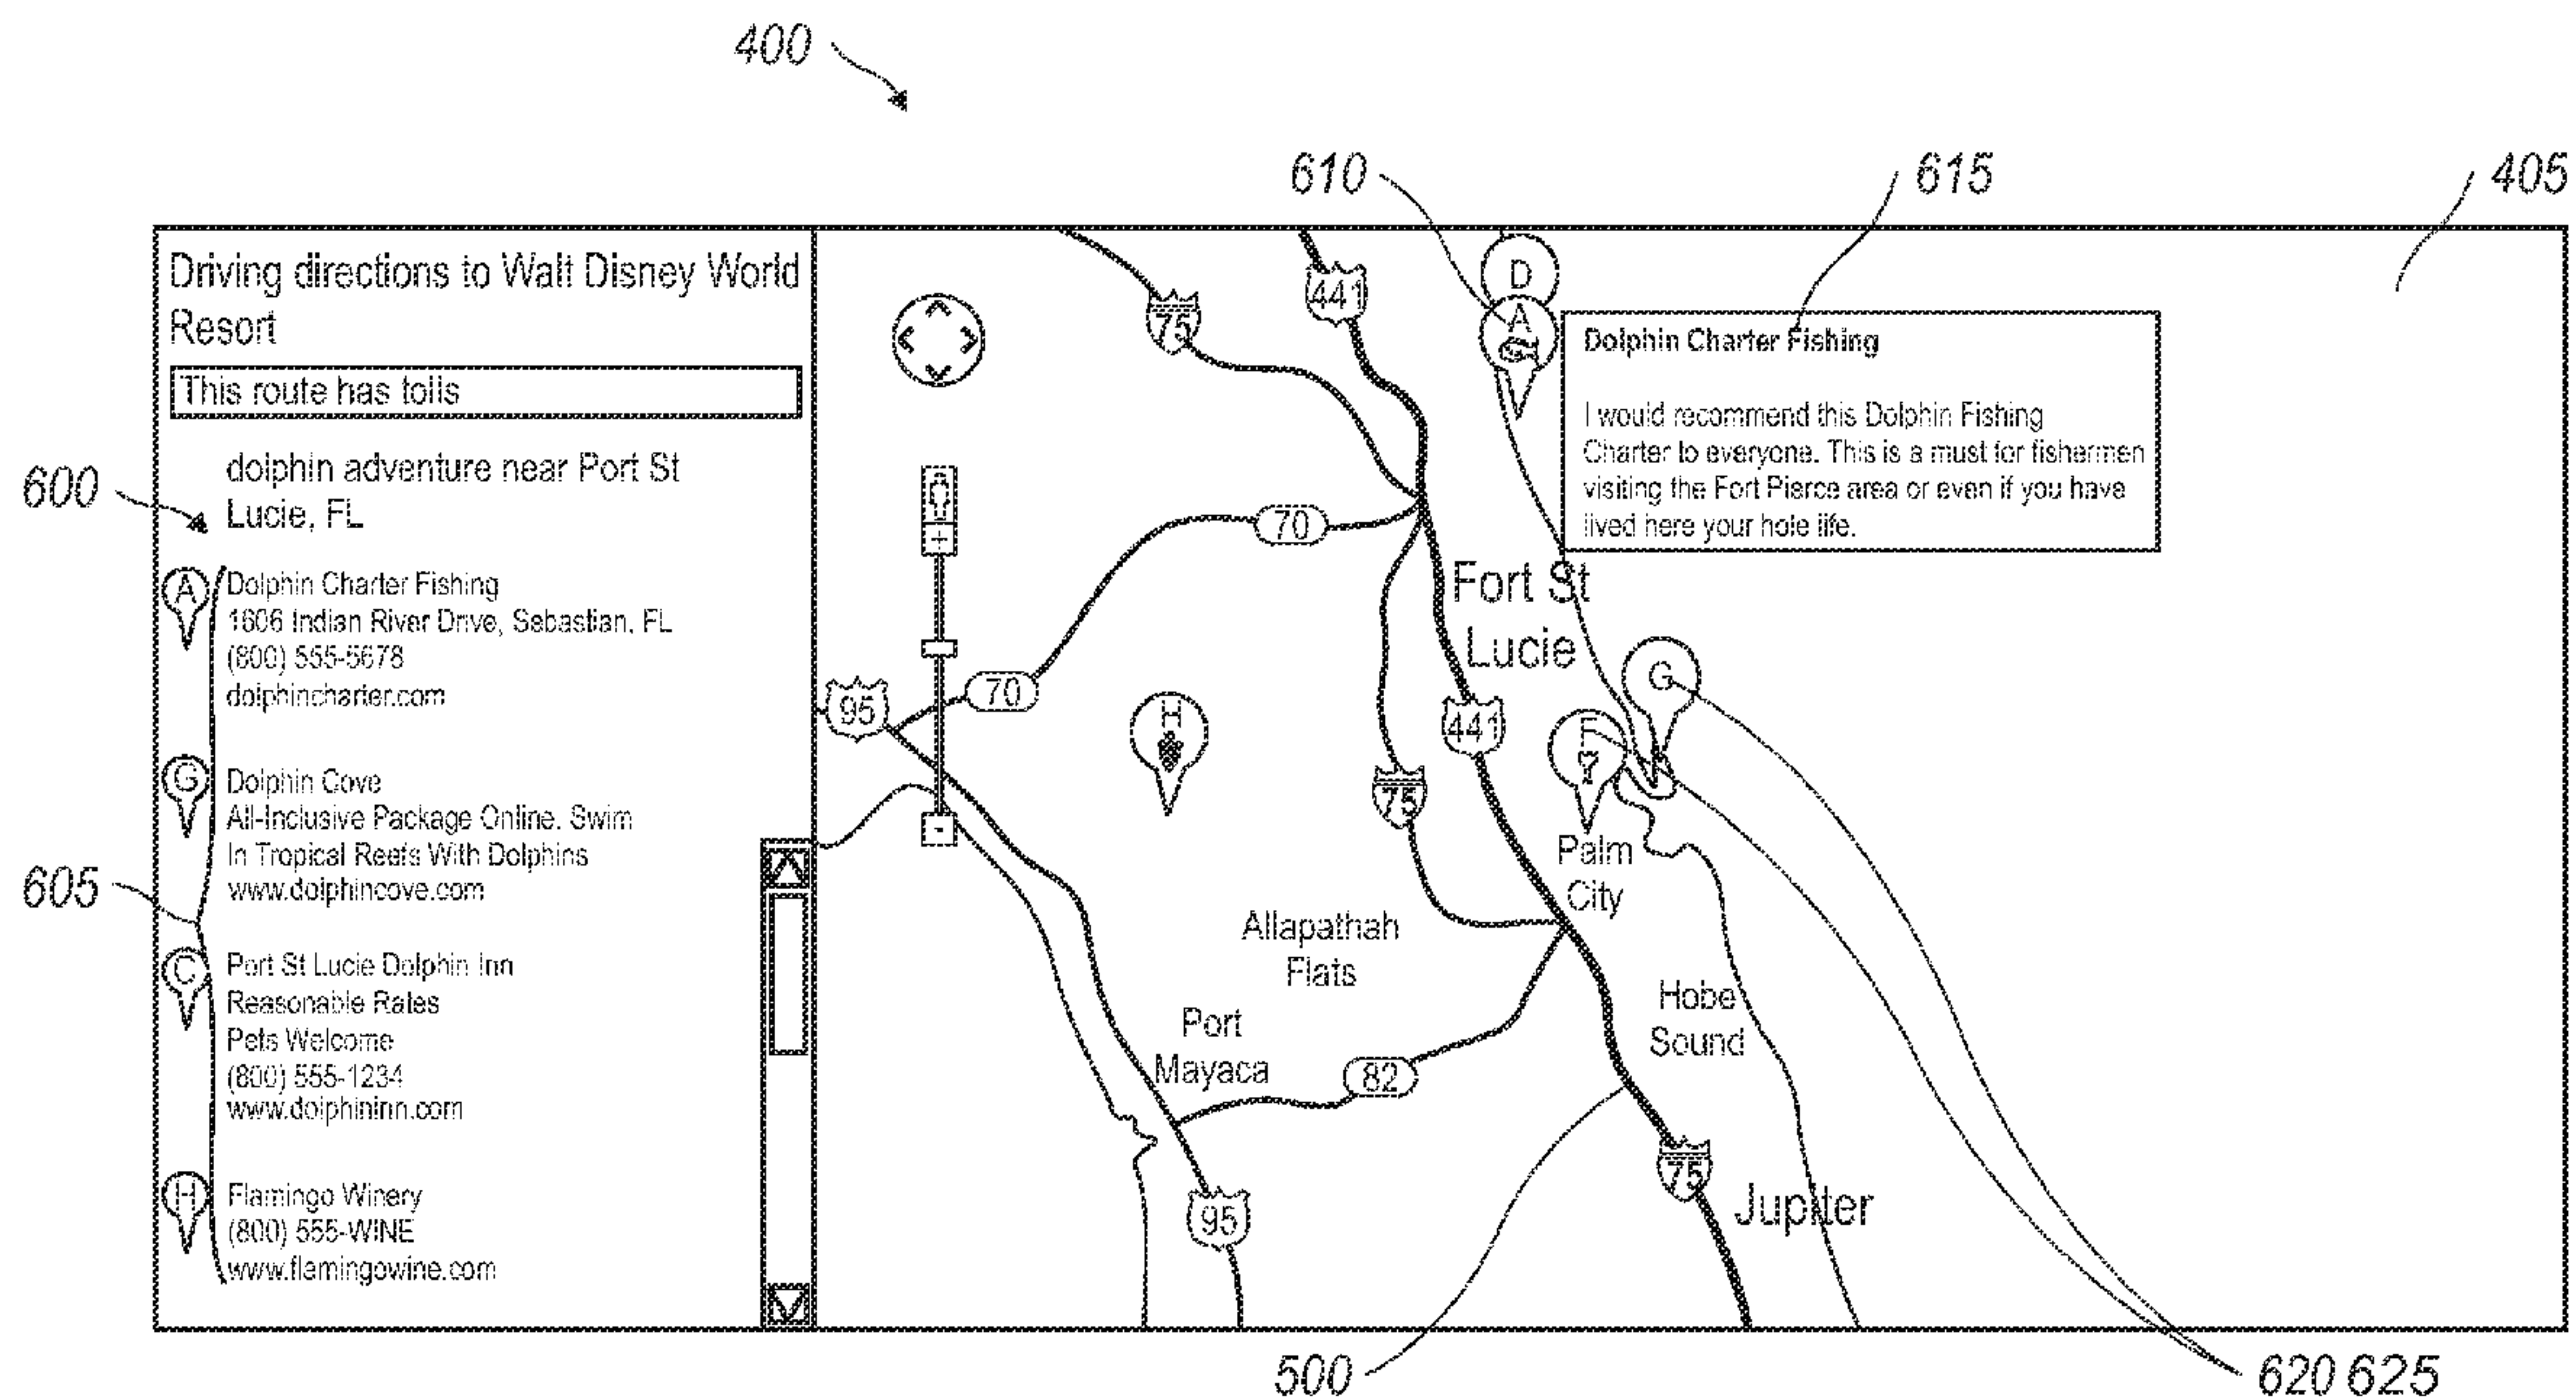 400
610
615
405
Driving directions to Walt Disney World
Resort
This route has tolls
600
dolphin adventure near Port St
Lucie, FL
A
Dolphin Charter Fishing
1606 Indian River Drive, Sebastian, FL
(800) 555-5678
dolphincharter.com
G
Dolphin Cove
All-Inclusive Package Online. Swim
In Tropical Reefs With Dolphins
www.dolphincove.com
605
C
Port St Lucie Dolphin Inn
Reasonable Rates
Pets Welcome
(800) 555-1234
www.dolphininn.com
H
Flamingo Winery
(800) 555-WINE
www.flamingowine.com
75
441
D
A
Dolphin Charter Fishing
I would recommend this Dolphin Fishing
Charter to everyone. This is a must for fishermen
visiting the Fort Pierce area or even if you have
lived here your hole life.
+
70
Fort St
Lucie
70
95
H
441
G
F
75
-
Palm
City
Allapathah
Flats
Hobe
Sound
Port
Mayaca
82
75
Jupiter
95
500
620 625